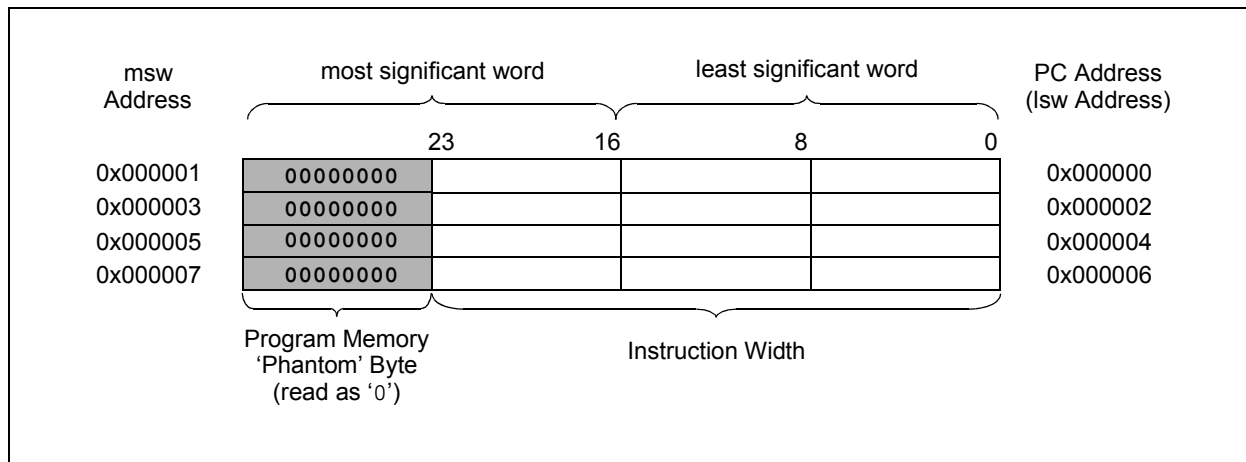 msw
Address
most significant word
least significant word
PC Address
(lsw Address)
23 16 8 0
0x000001 00000000 0x000000
0x000003 00000000 0x000002
0x000005 00000000 0x000004
0x000007 00000000 0x000006
Program Memory
‘Phantom’ Byte
(read as ‘0’)
Instruction Width